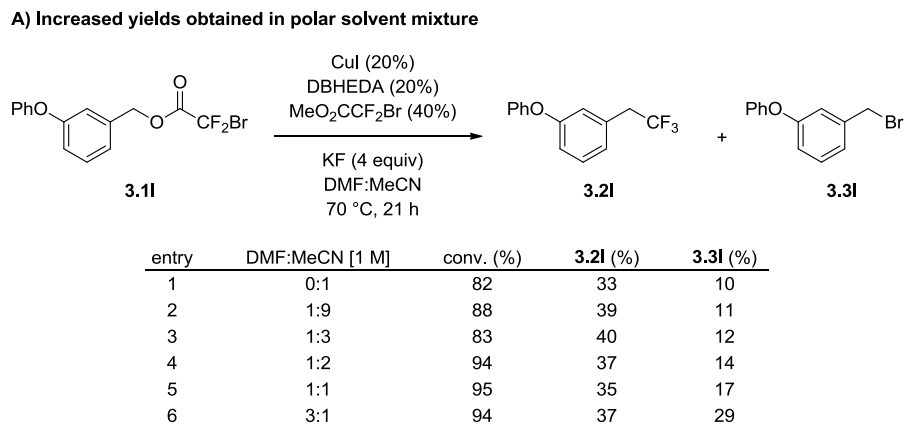 A) Increased yields obtained in polar solvent mixture
CuI (20%)
DBHEDA (20%)
MeO₂CCF₂Br (40%)
KF (4 equiv)
DMF:MeCN
70 °C, 21 h
PhO
O
O
CF₂Br
3.1l
PhO
CF₃
3.2l
+
PhO
Br
3.3l
entry DMF:MeCN [1 M] conv. (%) 3.2l (%) 3.3l (%)
1 0:1 82 33 10
2 1:9 88 39 11
3 1:3 83 40 12
4 1:2 94 37 14
5 1:1 95 35 17
6 3:1 94 37 29